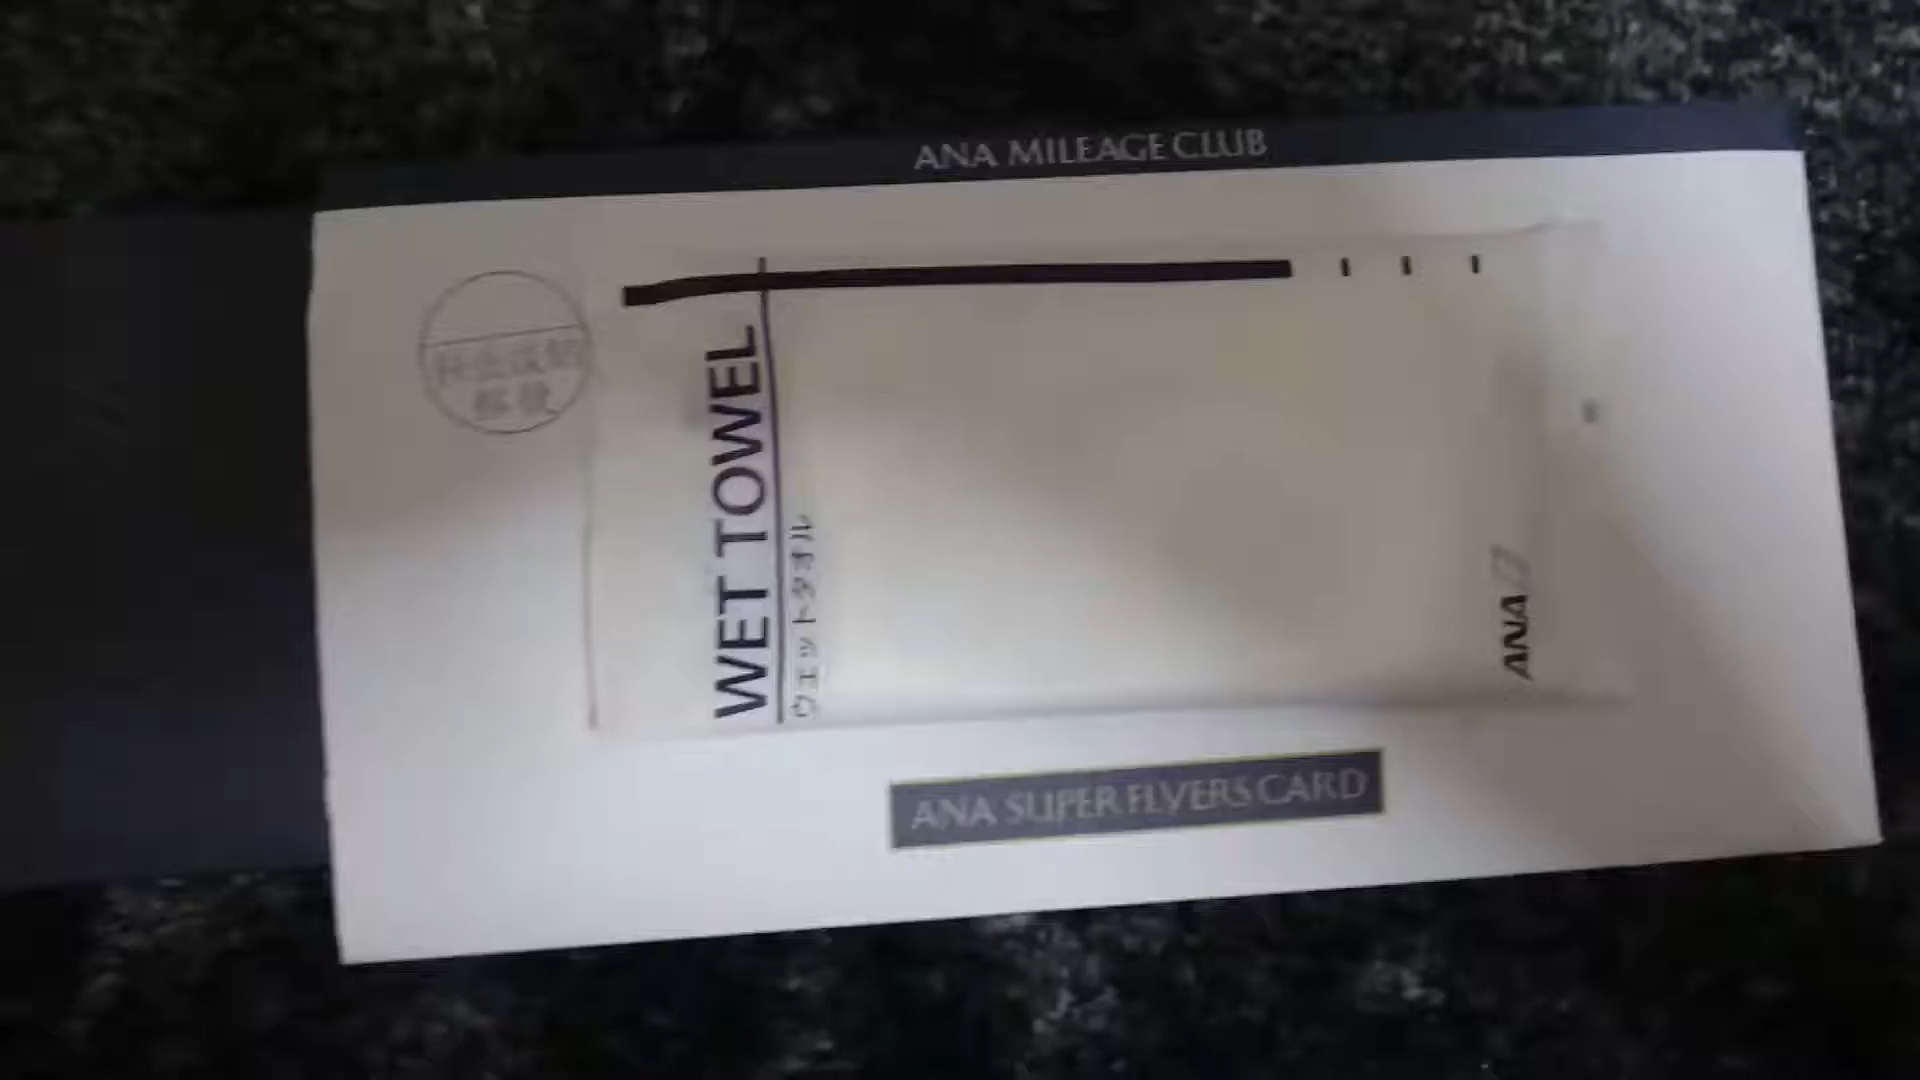 ANA MILEAGE CLUB
WET TOWEL
ウェットタオル
ANA
ANA SUPER FLYERS CARD